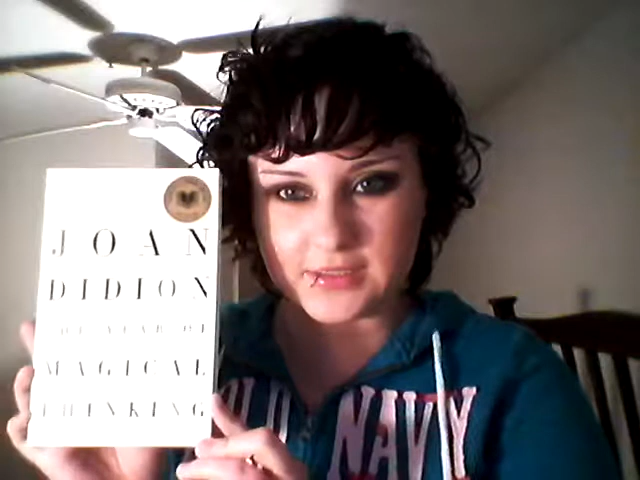 JOAN
DIDION
THE YEAR OF
MAGICAL
THINKING
OLD NAVY